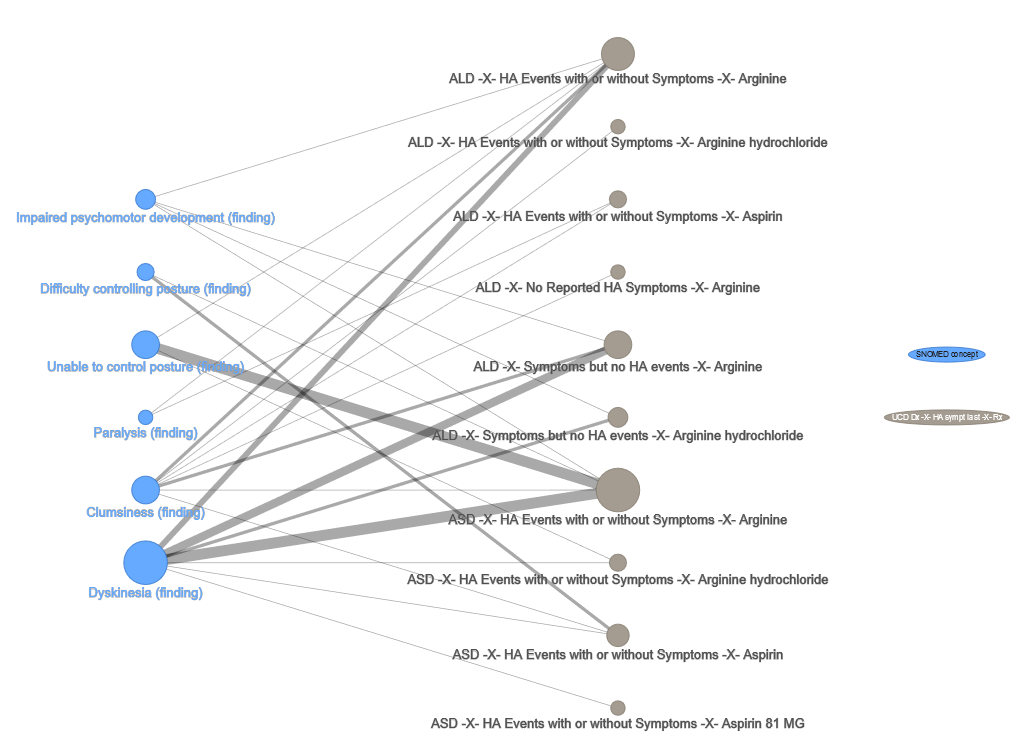 ALD -X- HA Events with or without Symptoms -X- Arginine
ALD -X- HA Events with or without Symptoms -X- Arginine hydrochloride
Impaired psychomotor development (finding)
ALD -X- HA Events with or without Symptoms -X- Aspirin
Difficulty controlling posture (finding)
ALD -X- No Reported HA Symptoms -X- Arginine
SNOMED concept
Unable to control posture (finding)
ALD -X- Symptoms but no HA events -X- Arginine
UCD Dx -X- HA sympt last -X- Rx
Paralysis (finding)
ALD -X- Symptoms but no HA events -X- Arginine hydrochloride
Clumsiness (finding)
ASD -X- HA Events with or without Symptoms -X- Arginine
ASD -X- HA Events with or without Symptoms -X- Arginine hydrochloride
Dyskinesia (finding)
ASD -X- HA Events with or without Symptoms -X- Aspirin
ASD -X- HA Events with or without Symptoms -X- Aspirin 81 MG